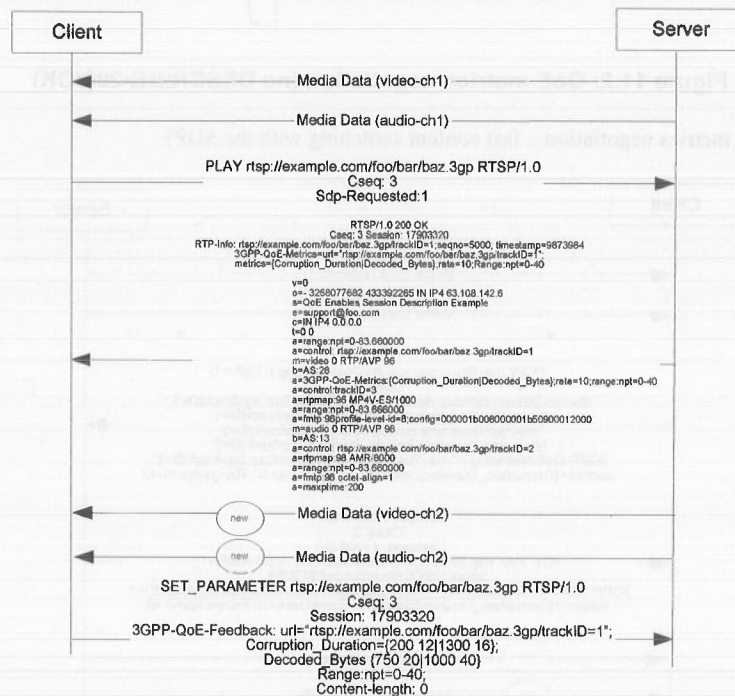 Client
Server
Media Data (video-ch1)
Media Data (audio-ch1)
PLAY rtsp://example.com/foo/bar/baz.3gp RTSP/1.0
Cseq: 3
Sdp-Requested:1
RTSP/1.0 200 OK
Cseq: 3 Session: 17903320
RTP-Info: rtsp://example.com/foo/bar/baz.3gp/trackID=1;seqno=5000; timestamp=9873984
3GPP-QoE-Metrics=url="rtsp://example.com/foo/bar/baz.3gp/trackID=1";
metrics={Corruption_Duration|Decoded_Bytes};rate=10;Range:npt=0-40
v=0
o=- 3268077682 433392265 IN IP4 63.108.142.6
s=QoE Enables Session Description Example
e=support@foo.com
c=IN IP4 0.0.0.0
t=0 0
a=range:npt=0-83.660000
a=control: rtsp://example.com/foo/bar/baz.3gp/trackID=1
m=video 0 RTP/AVP 96
b=AS:28
a=3GPP-QoE-Metrics:{Corruption_Duration|Decoded_Bytes};rate=10;range:npt=0-40
a=control:trackID=3
a=rtpmap:96 MP4V-ES/1000
a=range:npt=0-83.666000
a=fmtp:96profile-level-id=8;config=000001b008000001b50900012000
m=audio 0 RTP/AVP 98
b=AS:13
a=control: rtsp://example.com/foo/bar/baz.3gp/trackID=2
a=rtpmap:98 AMR/8000
a=range:npt=0-83.660000
a=fmtp:98 octel-align=1
a=maxptime:200
new
Media Data (video-ch2)
new
Media Data (audio-ch2)
SET_PARAMETER rtsp://example.com/foo/bar/baz.3gp RTSP/1.0
Cseq: 3
Session: 17903320
3GPP-QoE-Feedback: url="rtsp://example.com/foo/bar/baz.3gp/trackID=1";
Corruption_Duration={200 12|1300 16};
Decoded_Bytes {750 20|1000 40}
Range:npt=0-40;
Content-length: 0